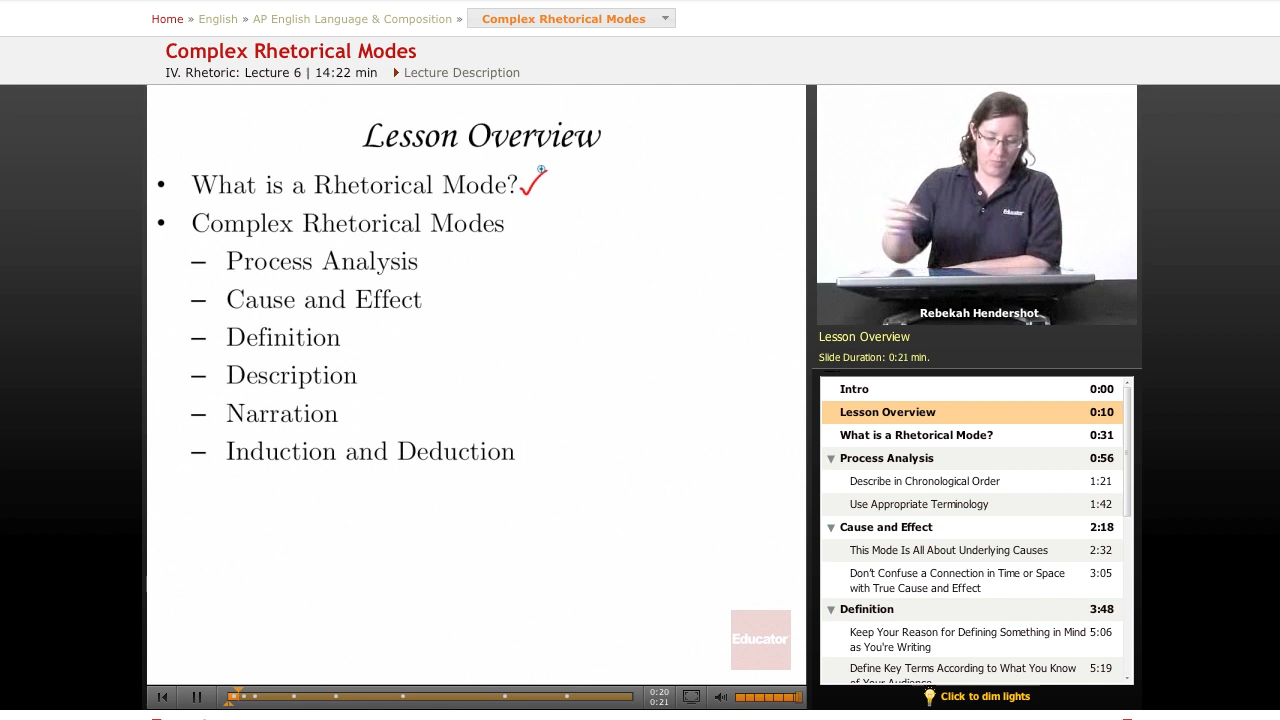 Home » English » AP English Language & Composition » Complex Rhetorical Modes
Complex Rhetorical Modes
IV. Rhetoric: Lecture 6 | 14:22 min Lecture Description
Lesson Overview
• What is a Rhetorical Mode?
• Complex Rhetorical Modes
– Process Analysis
– Cause and Effect
– Definition
– Description
– Narration
– Induction and Deduction
Educator
Educator
Rebekah Hendershot
Lesson Overview
Slide Duration: 0:21 min.
Intro 0:00
Lesson Overview 0:10
What is a Rhetorical Mode? 0:31
Process Analysis 0:56
Describe in Chronological Order 1:21
Use Appropriate Terminology 1:42
Cause and Effect 2:18
This Mode Is All About Underlying Causes 2:32
Don't Confuse a Connection in Time or Space 3:05
with True Cause and Effect
Definition 3:48
Keep Your Reason for Defining Something in Mind 5:06
as You're Writing
Define Key Terms According to What You Know 5:19
of Your Audience
0:20
0:21
Click to dim lights